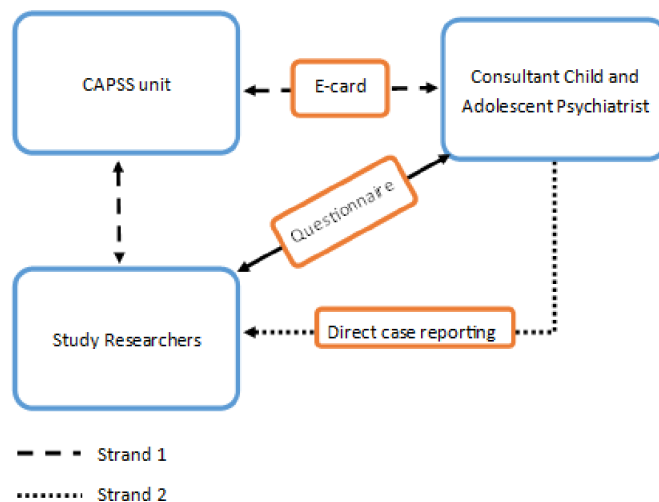 CAPSS unit
E-card
Consultant Child and
Adolescent Psychiatrist
Questionnaire
Study Researchers
Direct case reporting
Strand 1
Strand 2